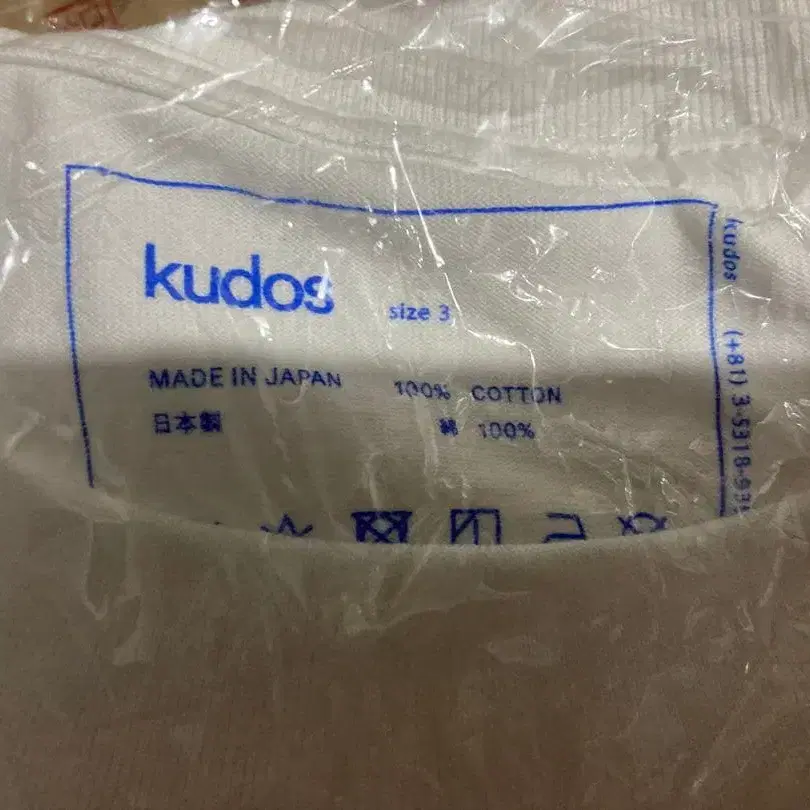 kudos
size 3
MADE IN JAPAN
100% COTTON
日本製
綿 100%
kudos (+81) 3-5318-93